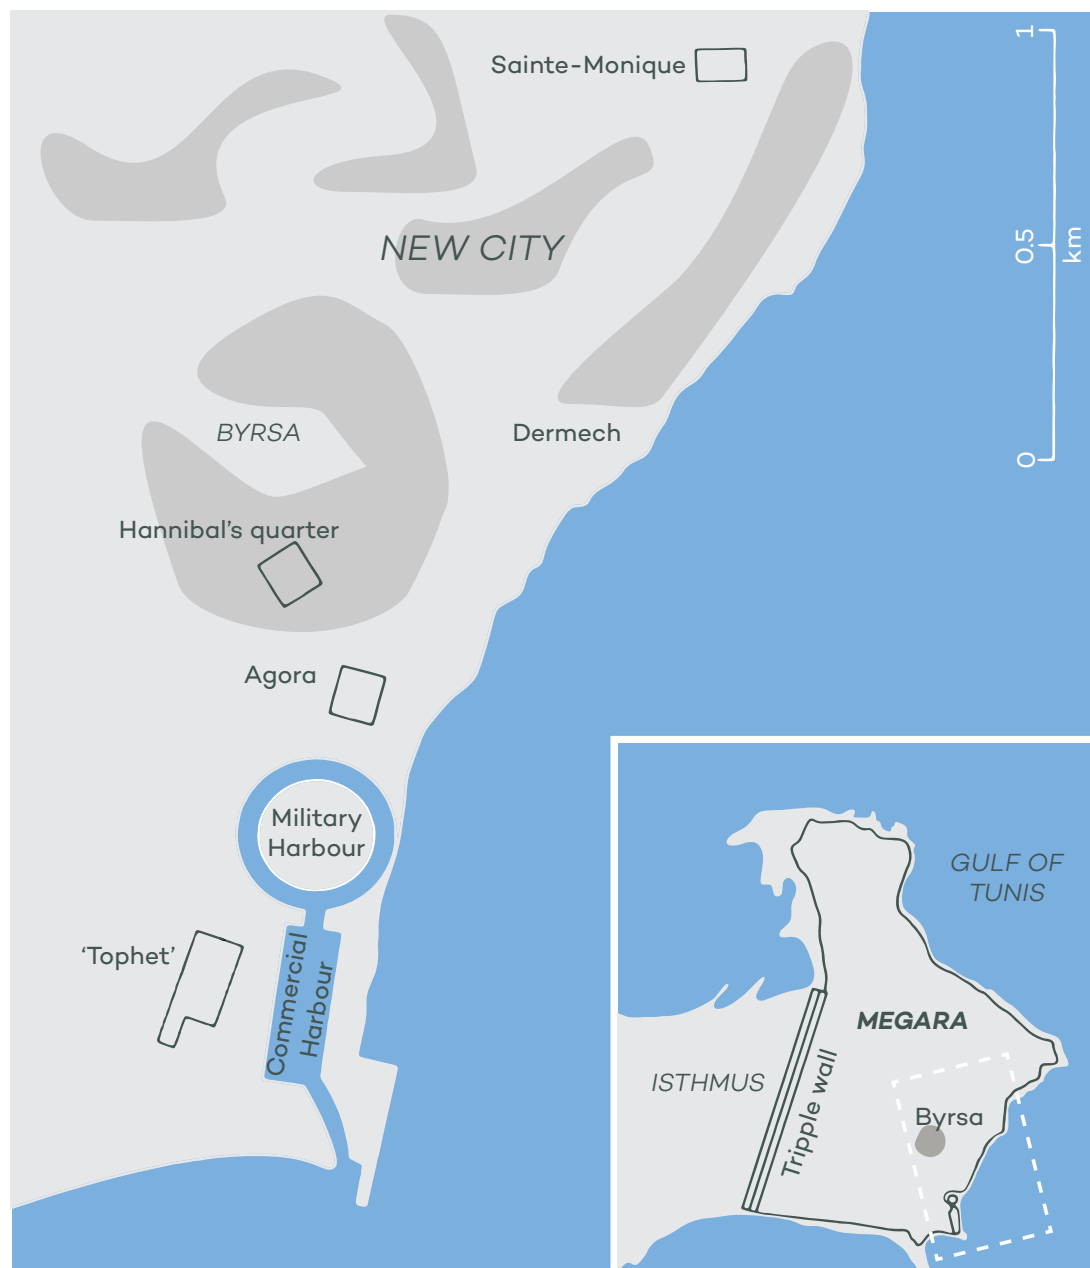 Sainte-Monique
1
0.5
km
0
NEW CITY
BYRSA
Dermech
Hannibal’s quarter
Agora
Military
Harbour
‘Tophet’
Commercial
Harbour
GULF OF
TUNIS
MEGARA
ISTHMUS
Tripple wall
Byrsa